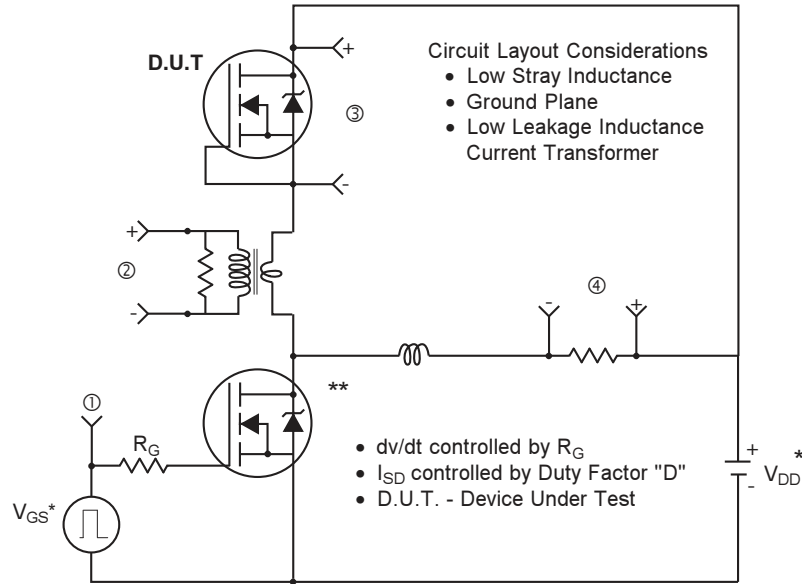 D.U.T
+
-
③
Circuit Layout Considerations
• Low Stray Inductance
• Ground Plane
• Low Leakage Inductance
Current Transformer
+
②
-
④
-
+
**
①
R_G
V_GS*
• dv/dt controlled by R_G
• I_SD controlled by Duty Factor "D"
• D.U.T. - Device Under Test
+
-
V_DD*